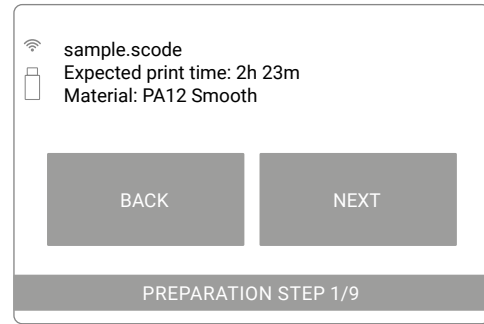 sample.scode
Expected print time: 2h 23m
Material: PA12 Smooth
BACK
NEXT
PREPARATION STEP 1/9